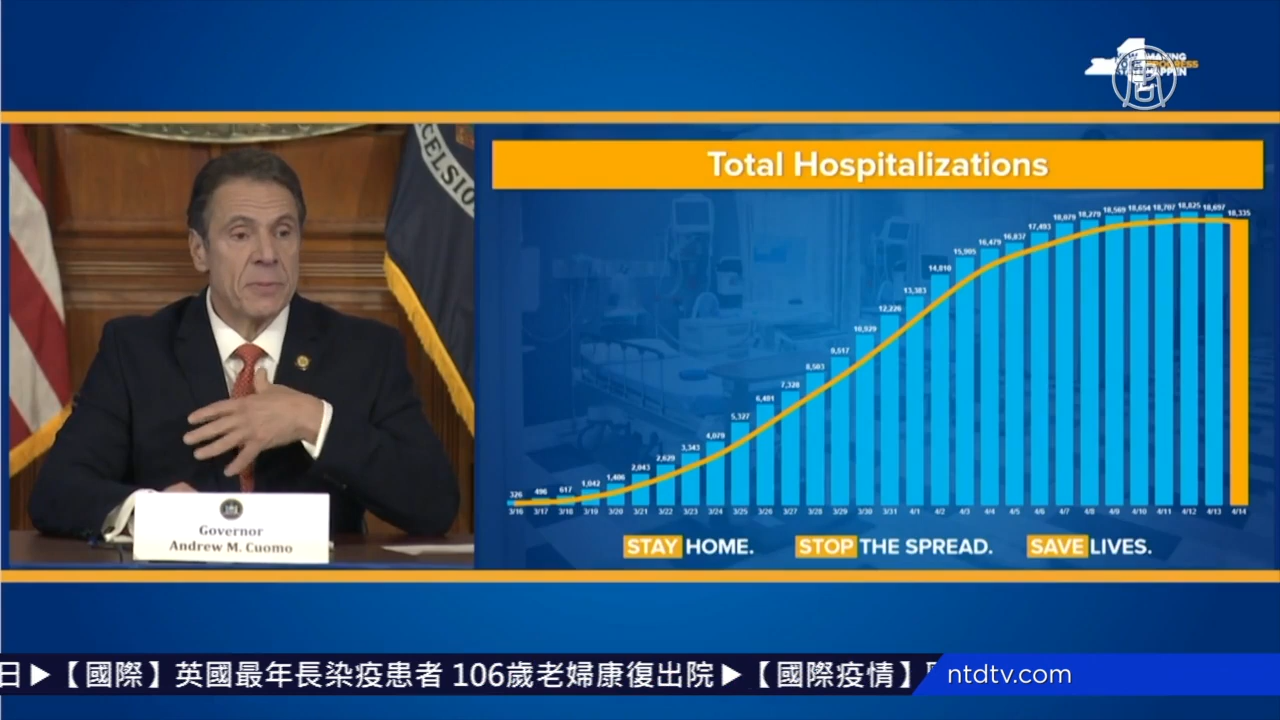 MAKING
PROGRESS
HAPPEN
CELSIO
Total Hospitalizations
326 496 617 1,042 1,406 2,043 2,629 3,343 4,079 5,327 6,481 7,328 8,503 9,517 10,929 12,226 13,383 14,810 15,905 16,479 16,837 17,493 18,079 18,279 18,569 18,654 18,707 18,825 18,697 18,335
3/16 3/17 3/18 3/19 3/20 3/21 3/22 3/23 3/24 3/25 3/26 3/27 3/28 3/29 3/30 3/31 4/1 4/2 4/3 4/4 4/5 4/6 4/7 4/8 4/9 4/10 4/11 4/12 4/13 4/14
STAY HOME. STOP THE SPREAD. SAVE LIVES.
Governor
Andrew M. Cuomo
日▶【國際】英國最年長染疫患者 106歲老婦康復出院▶【國際疫情】
ntdtv.com